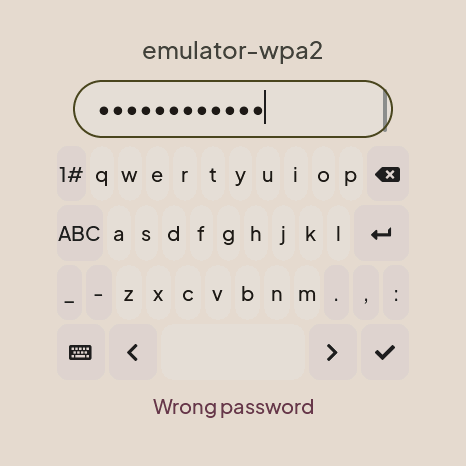 emulator-wpa2
••••••••••••
1# q w e r t y u i o p
ABC a s d f g h j k l
_ - z x c v b n m . , :
Wrong password